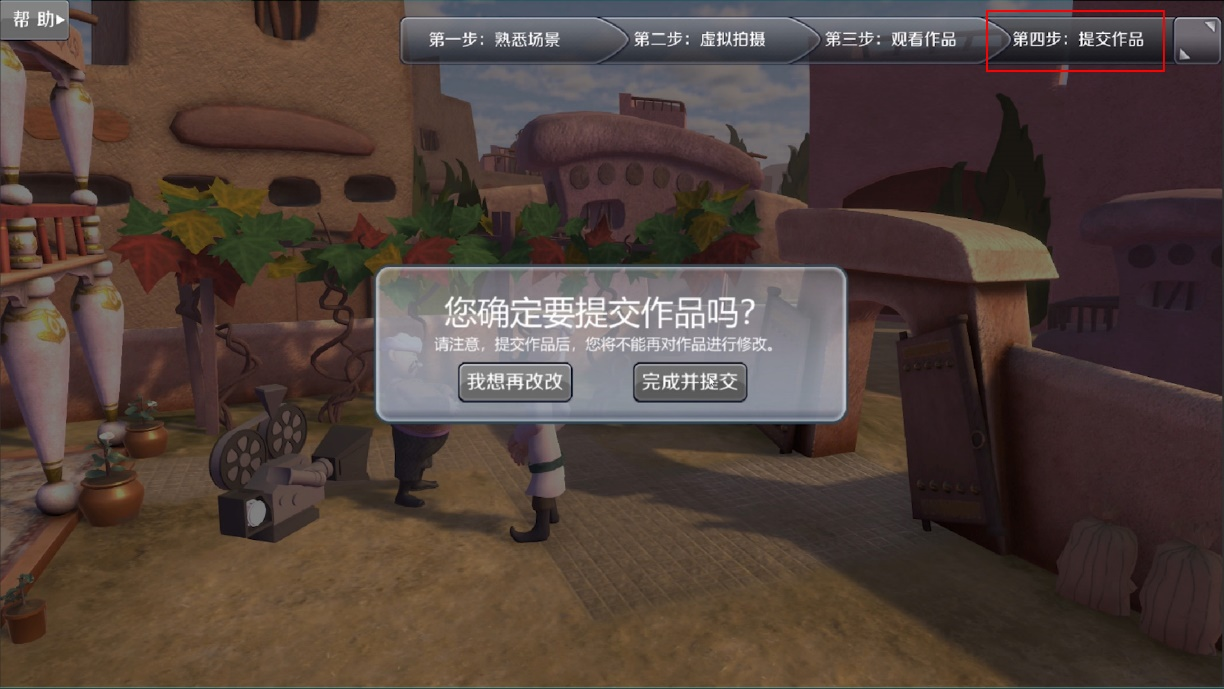 帮 助▶
第一步：熟悉场景
第二步：虚拟拍摄
第三步：观看作品
第四步：提交作品
您确定要提交作品吗？
请注意，提交作品后，您将不能再对作品进行修改。
我想再改改
完成并提交